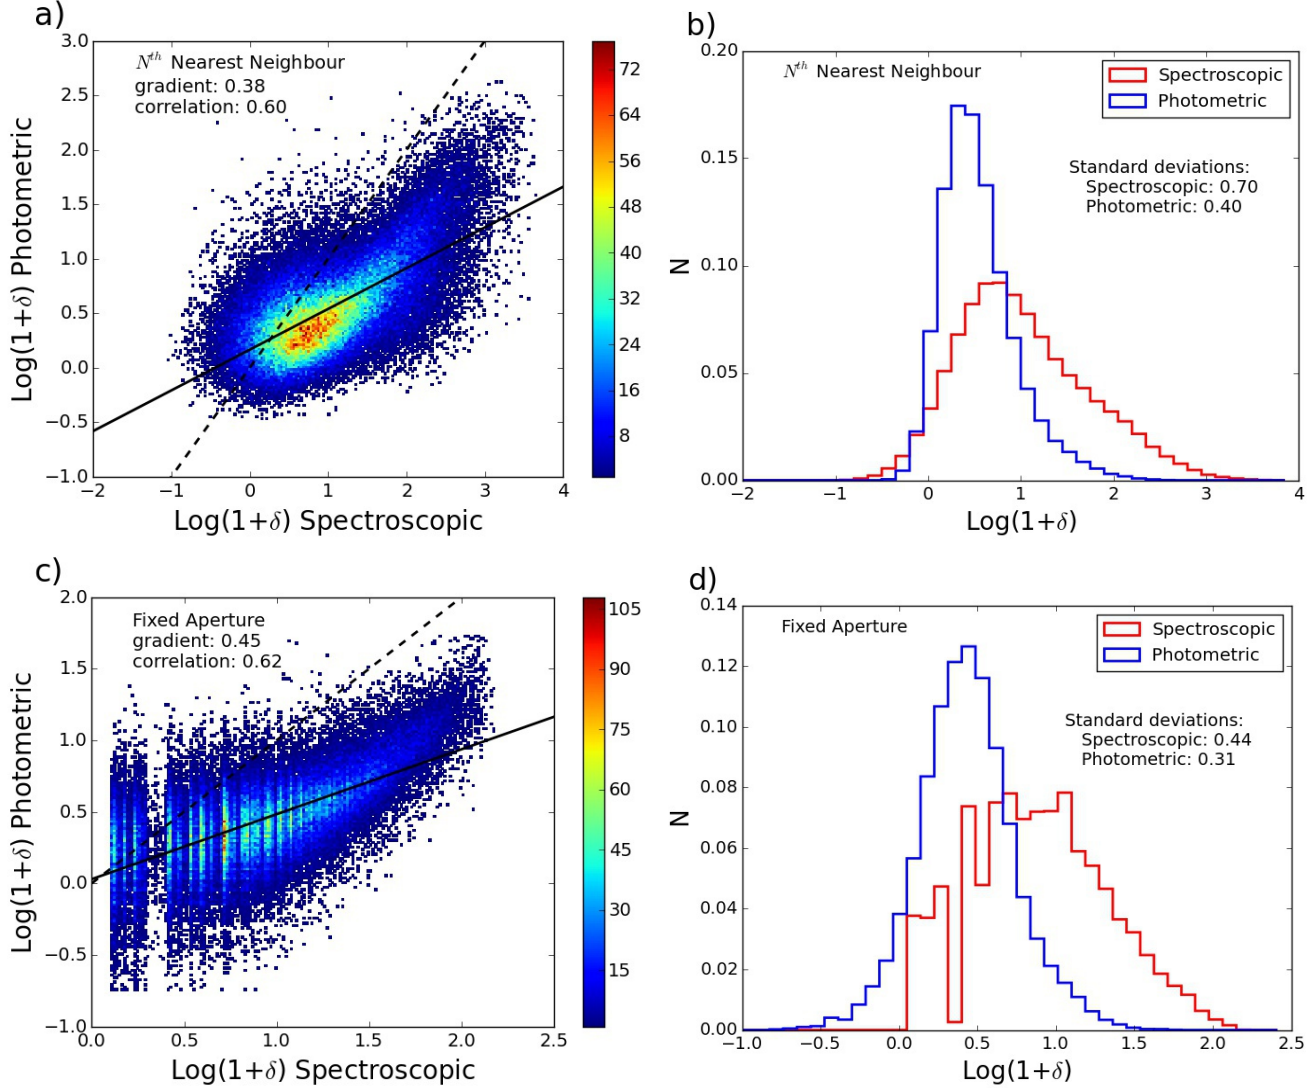 a)
N^th Nearest Neighbour
gradient: 0.38
correlation: 0.60
3.0
2.5
2.0
1.5
1.0
0.5
0.0
−0.5
−1.0
−2 −1 0 1 2 3 4
Log(1+δ) Photometric
Log(1+δ) Spectroscopic
72
64
56
48
40
32
24
16
8
b)
N^th Nearest Neighbour
Spectroscopic
Photometric
Standard deviations:
Spectroscopic: 0.70
Photometric: 0.40
0.20
0.15
0.10
0.05
0.00
−2 −1 0 1 2 3 4
N
Log(1+δ)
c)
Fixed Aperture
gradient: 0.45
correlation: 0.62
2.0
1.5
1.0
0.5
0.0
−0.5
−1.0
0.0 0.5 1.0 1.5 2.0 2.5
Log(1+δ) Photometric
Log(1+δ) Spectroscopic
105
90
75
60
45
30
15
d)
Fixed Aperture
Spectroscopic
Photometric
Standard deviations:
Spectroscopic: 0.44
Photometric: 0.31
0.14
0.12
0.10
0.08
0.06
0.04
0.02
0.00
−1.0 −0.5 0.0 0.5 1.0 1.5 2.0 2.5
N
Log(1+δ)